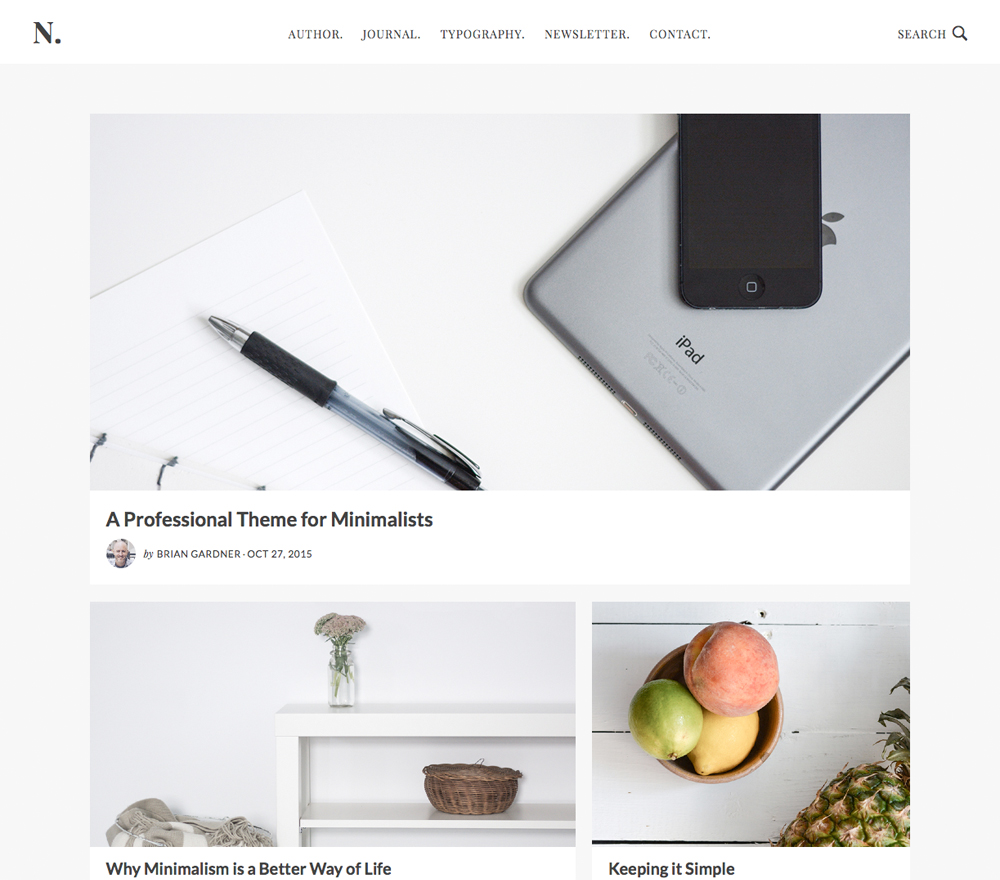 N.
AUTHOR. JOURNAL. TYPOGRAPHY. NEWSLETTER. CONTACT.
SEARCH
iPad
A Professional Theme for Minimalists
by BRIAN GARDNER · OCT 27, 2015
Why Minimalism is a Better Way of Life
Keeping it Simple